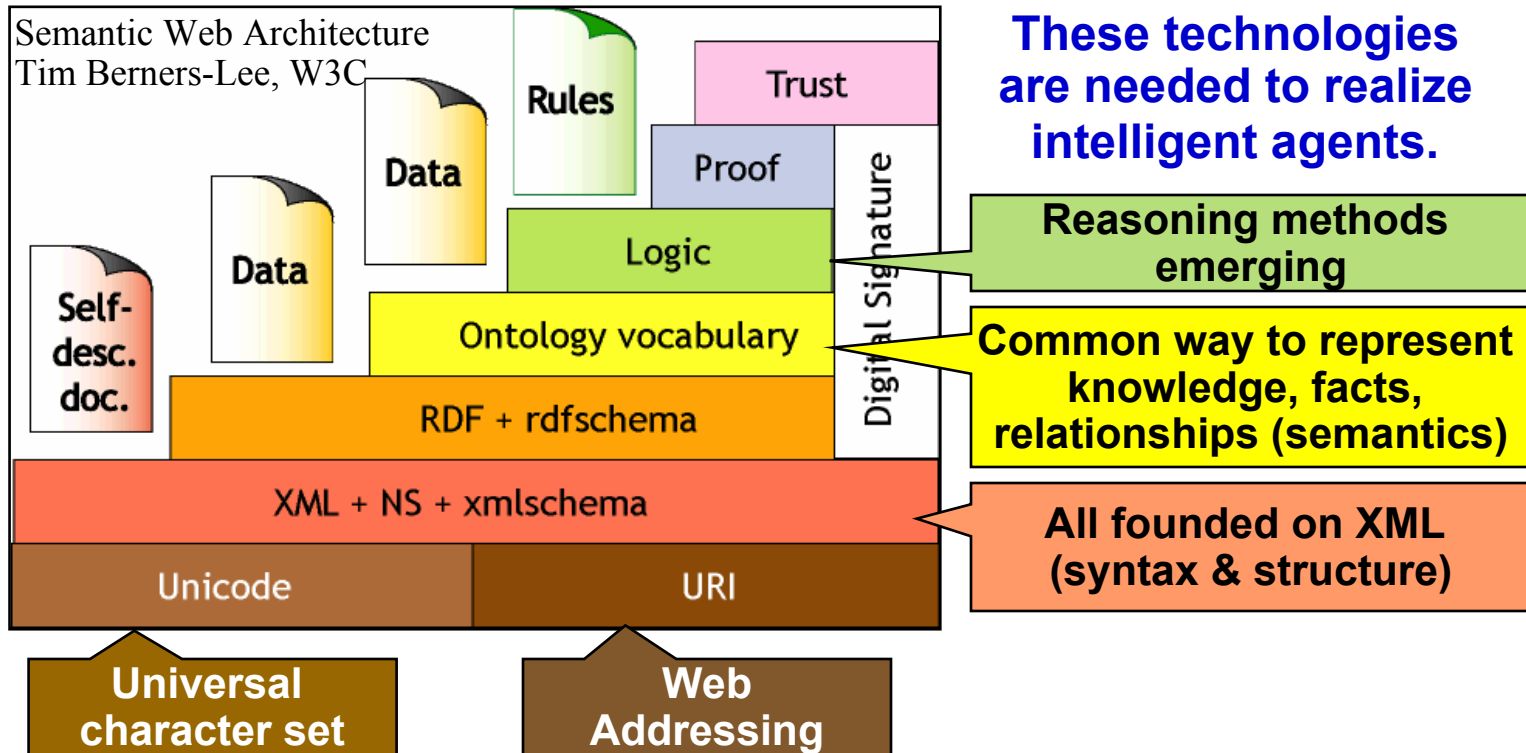 Semantic Web Architecture
Tim Berners-Lee, W3C
These technologies
are needed to realize
intelligent agents.
Rules
Trust
Data
Proof
Digital Signature
Reasoning methods
emerging
Data
Logic
Self-
desc.
doc.
Ontology vocabulary
Common way to represent
knowledge, facts,
relationships (semantics)
RDF + rdfschema
XML + NS + xmlschema
All founded on XML
(syntax & structure)
Unicode
URI
Universal
character set
Web
Addressing